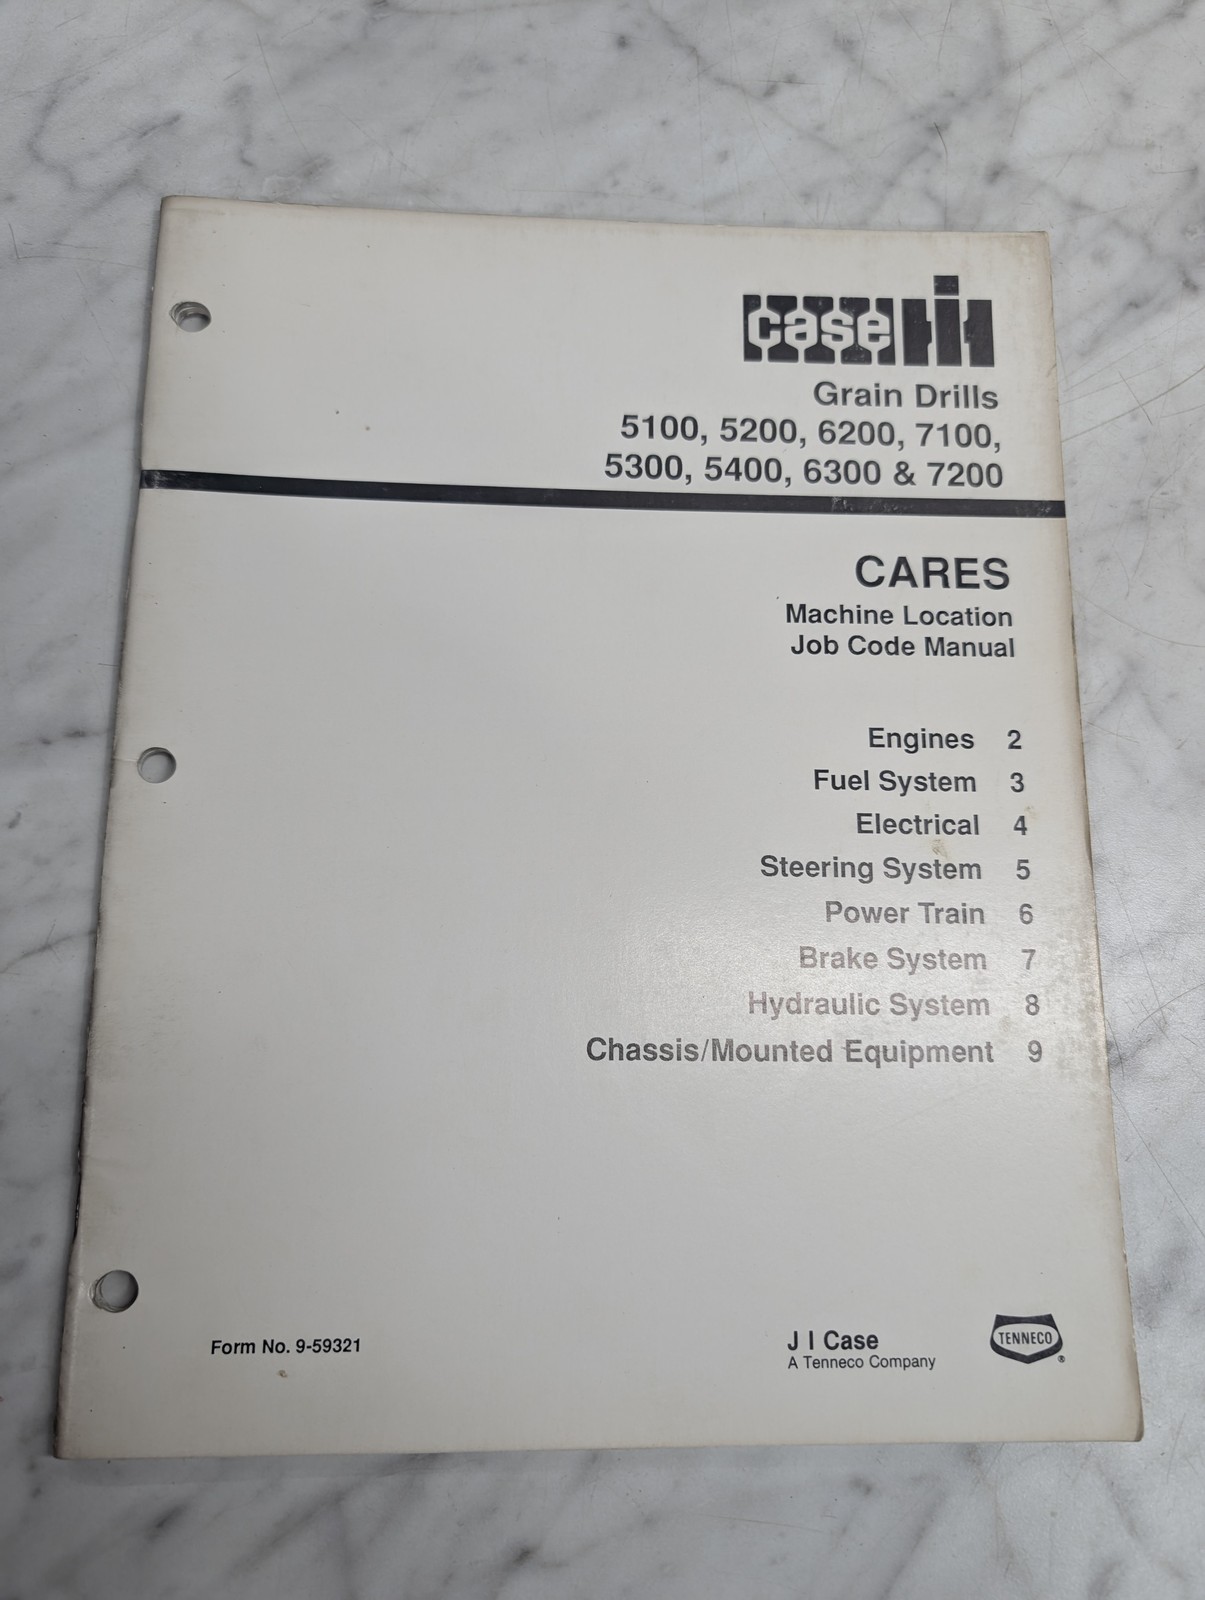 case IH
Grain Drills
5100, 5200, 6200, 7100,
5300, 5400, 6300 & 7200
CARES
Machine Location
Job Code Manual
Engines 2
Fuel System 3
Electrical 4
Steering System 5
Power Train 6
Brake System 7
Hydraulic System 8
Chassis/Mounted Equipment 9
Form No. 9-59321
J I Case
A Tenneco Company
TENNECO
®